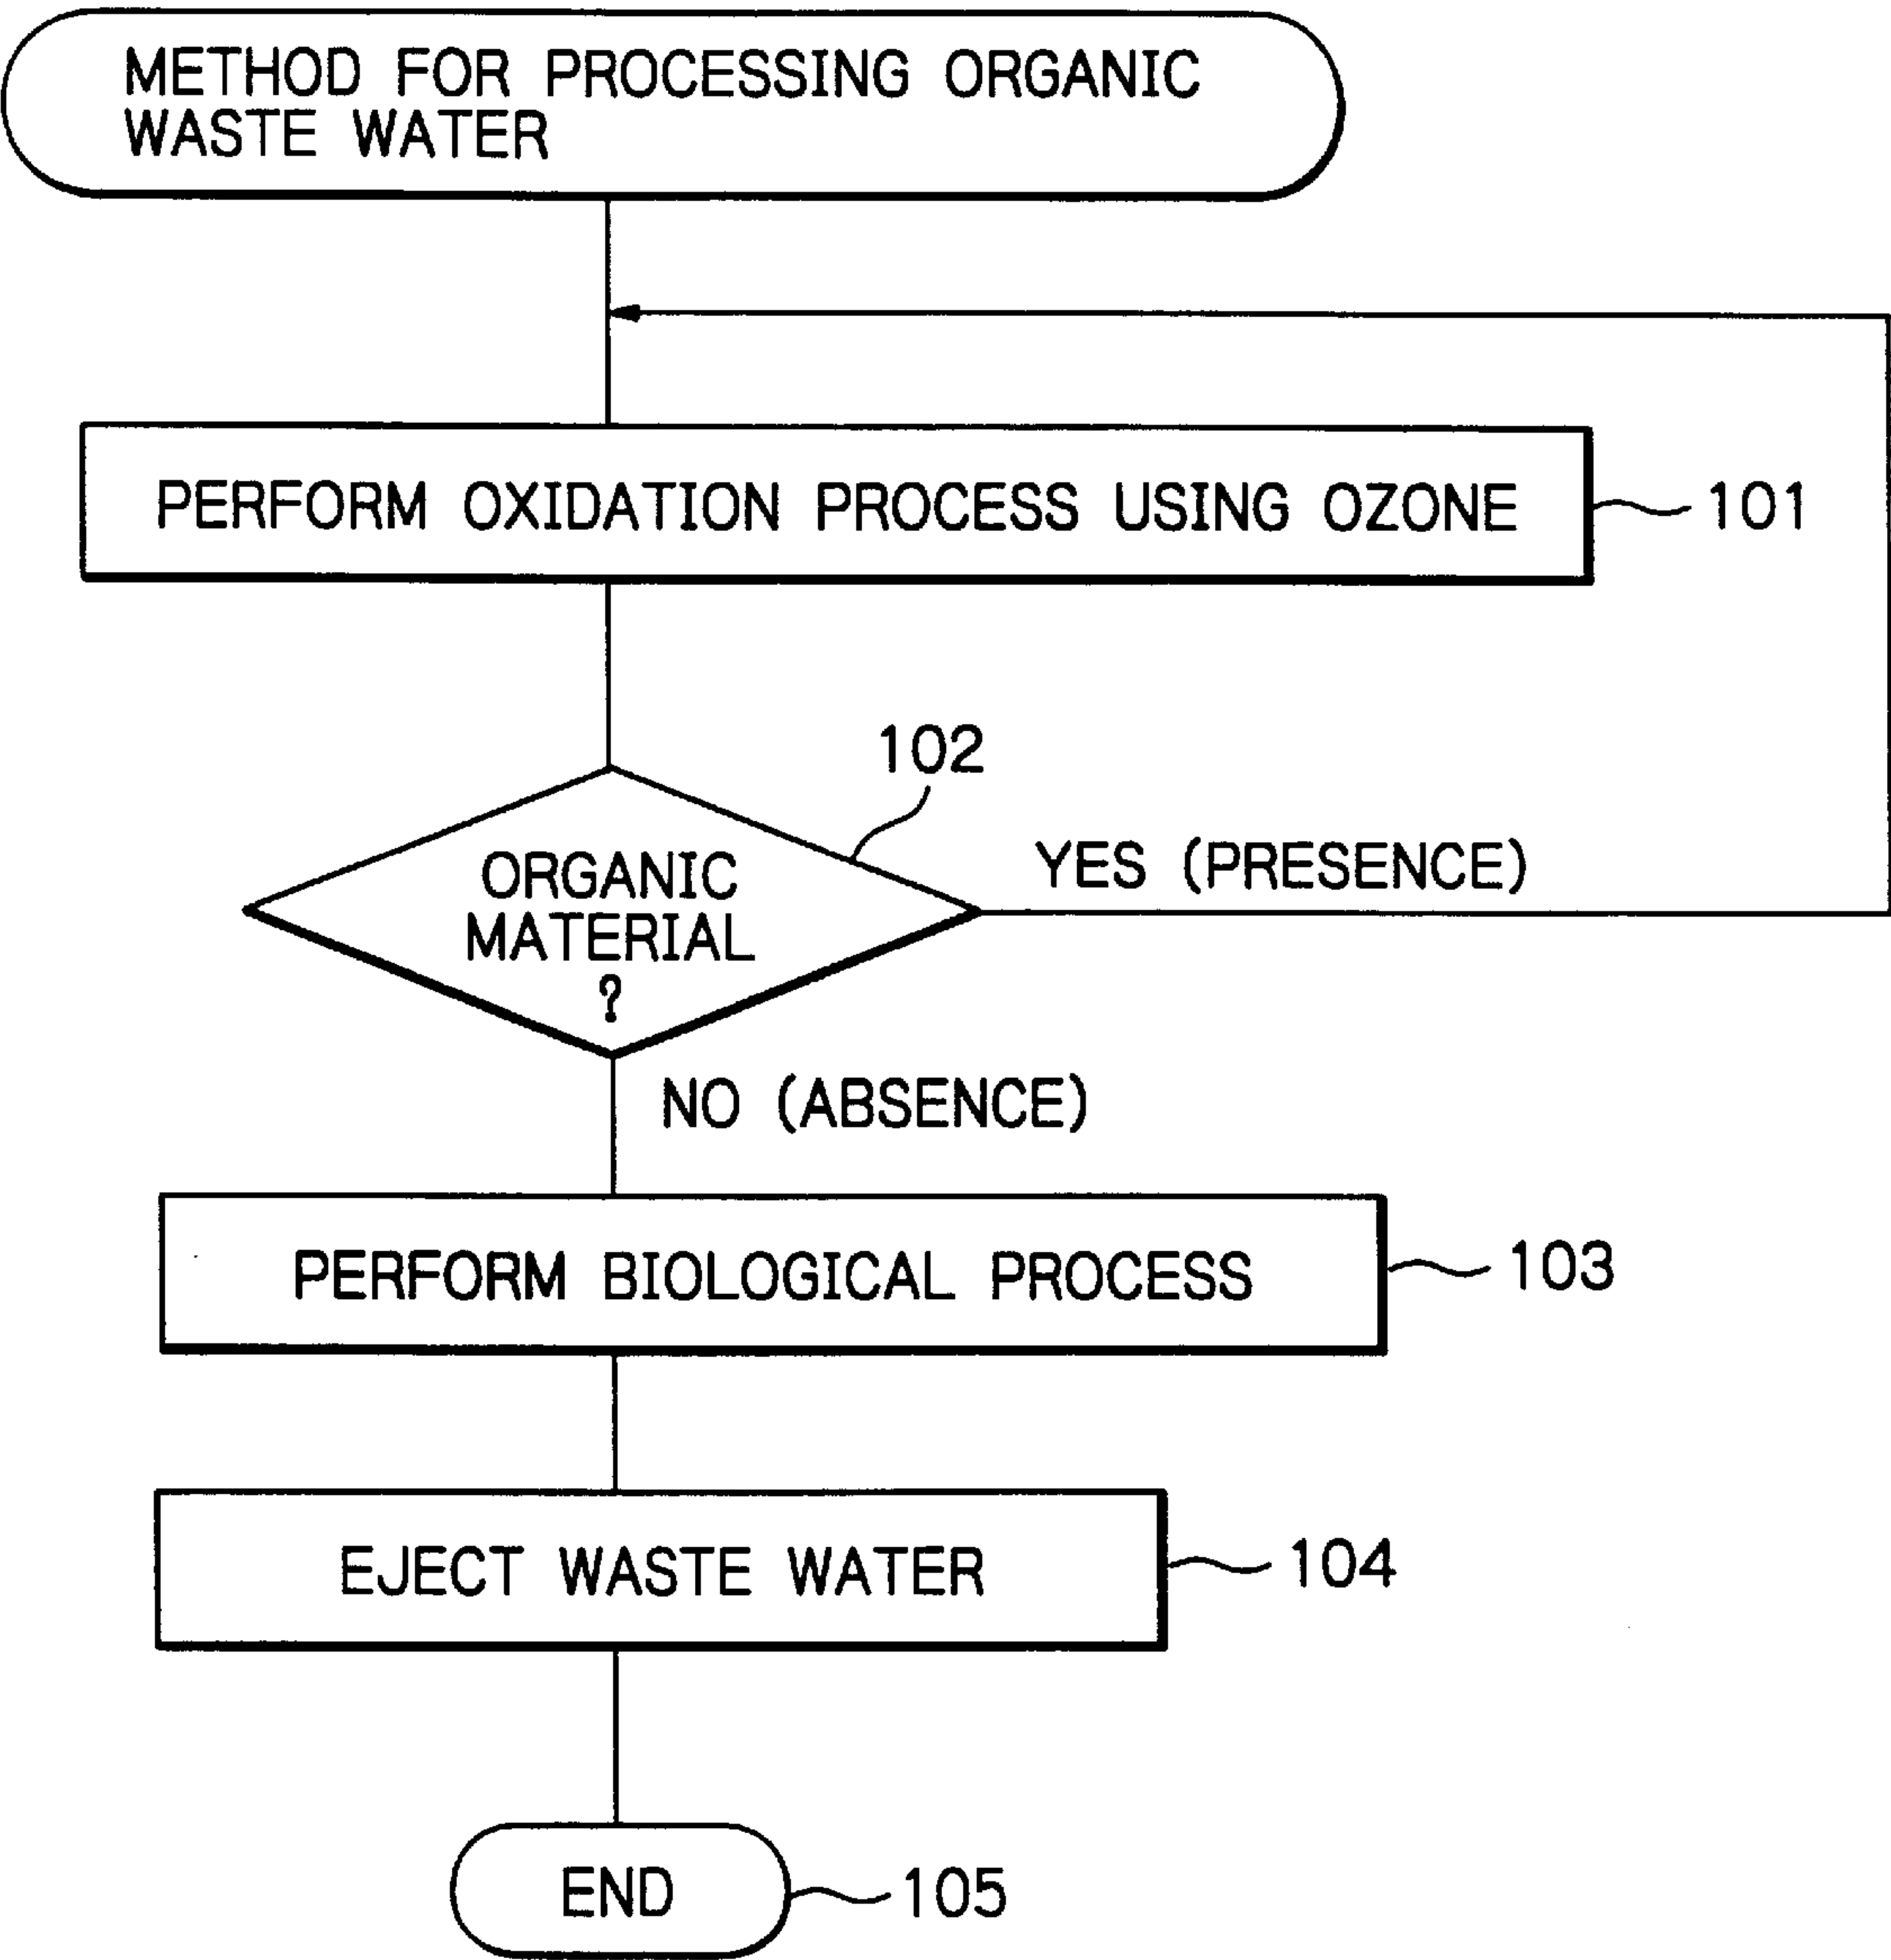 METHOD FOR PROCESSING ORGANIC
WASTE WATER
PERFORM OXIDATION PROCESS USING OZONE
101
102
ORGANIC
MATERIAL
?
YES (PRESENCE)
NO (ABSENCE)
PERFORM BIOLOGICAL PROCESS
103
EJECT WASTE WATER
104
END
105